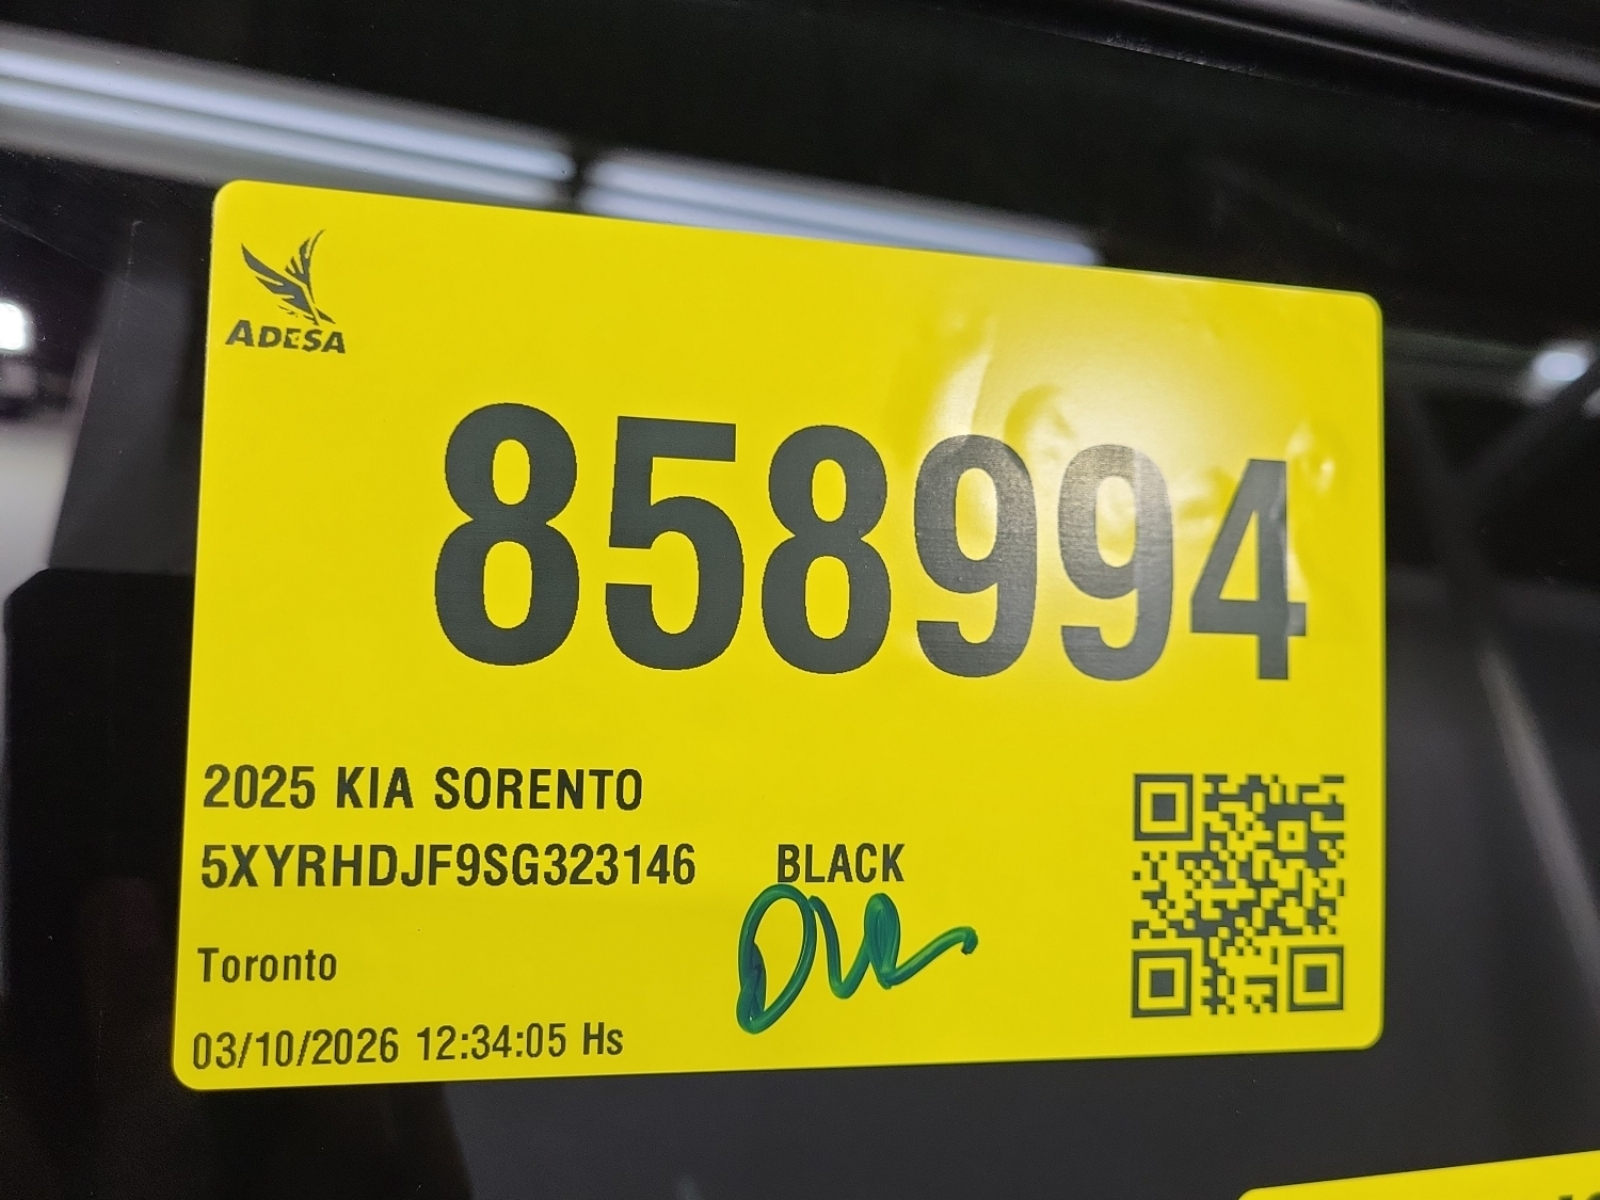 ADESA
858994
2025 KIA SORENTO
5XYRHDJF9SG323146 BLACK
Toronto
03/10/2026 12:34:05 Hs